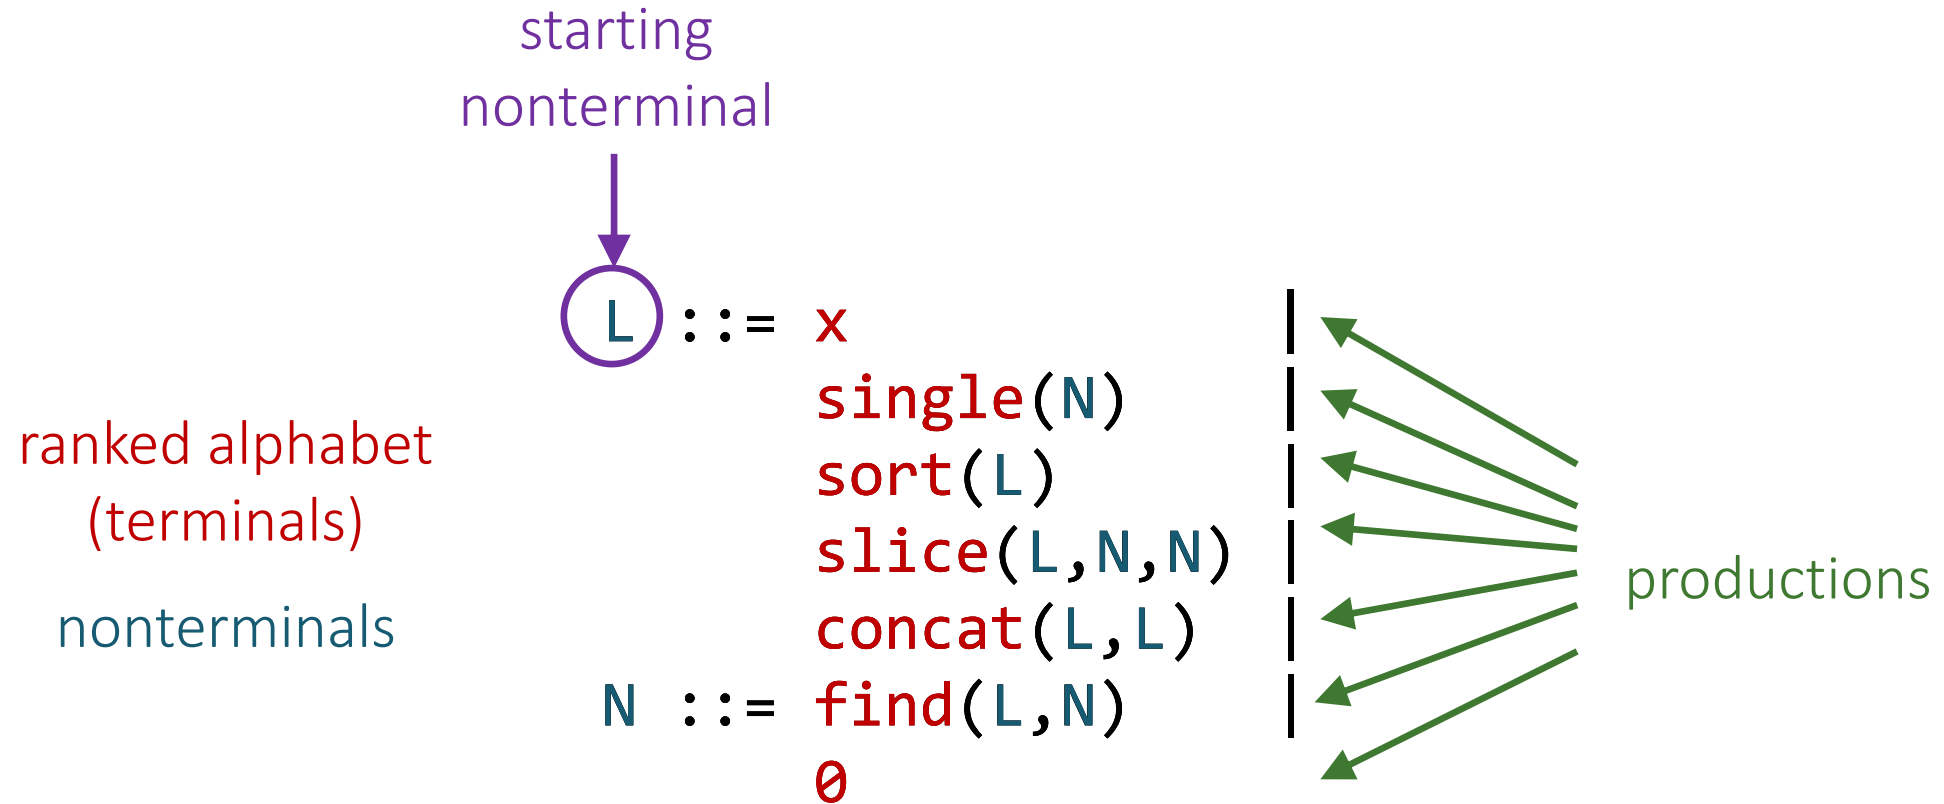 starting
nonterminal
L ::= x |
single(N) |
sort(L) |
slice(L,N,N) |
concat(L,L) |
N ::= find(L,N) |
0
ranked alphabet
(terminals)
nonterminals
productions